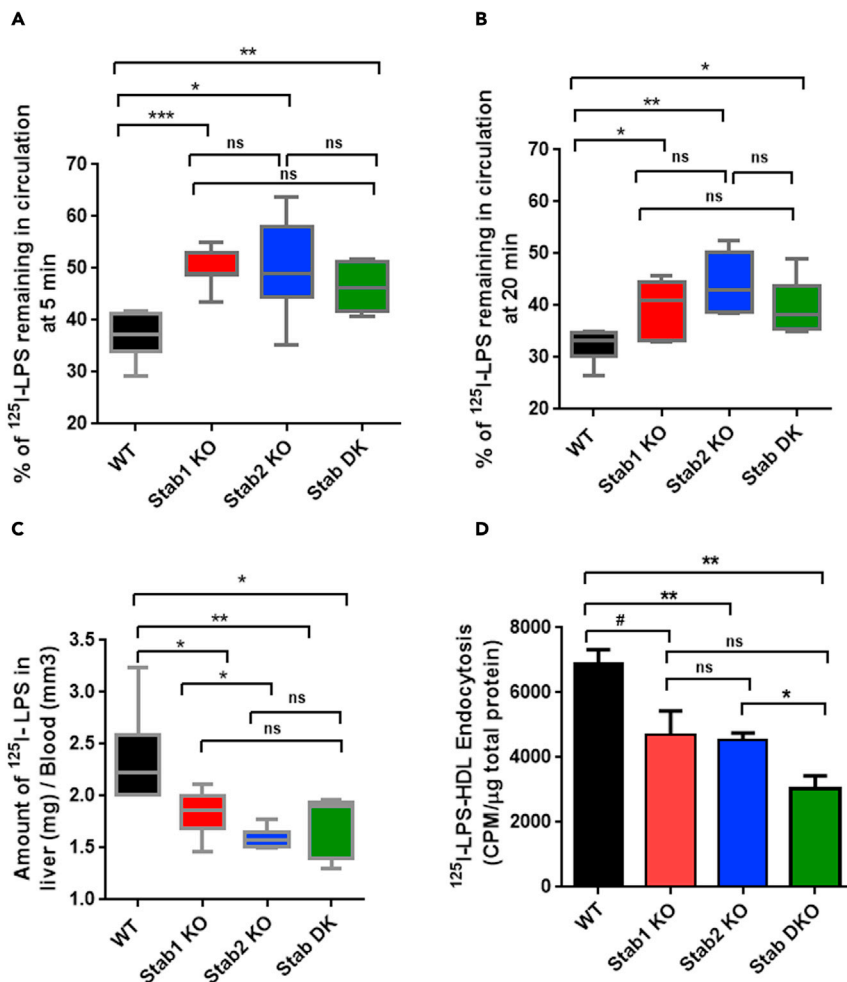 A
% of ¹²⁵I-LPS remaining in circulation
at 5 min
**
*
***
ns
ns
ns
70
60
50
40
30
20
WT
Stab1 KO
Stab2 KO
Stab DK
B
% of ¹²⁵I-LPS remaining in circulation
at 20 min
*
**
*
ns
ns
ns
70
60
50
40
30
20
WT
Stab1 KO
Stab2 KO
Stab DK
C
Amount of ¹²⁵I- LPS in
liver (mg) / Blood (mm3)
*
**
*
*
ns
ns
3.5
3.0
2.5
2.0
1.5
1.0
WT
Stab1 KO
Stab2 KO
Stab DK
D
¹²⁵I-LPS-HDL Endocytosis
(CPM/µg total protein)
**
**
#
ns
ns
*
8000
6000
4000
2000
0
WT
Stab1 KO
Stab2 KO
Stab DKO